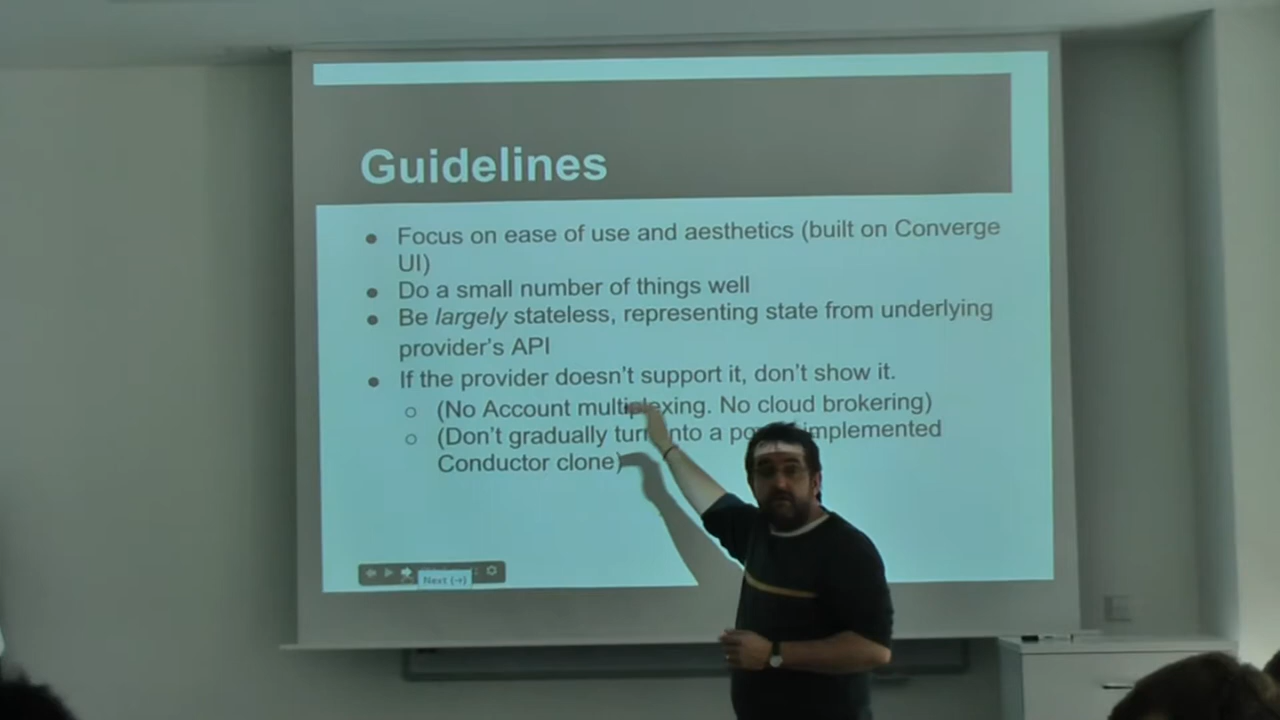 Guidelines
● Focus on ease of use and aesthetics (built on Converge
UI)
● Do a small number of things well
● Be largely stateless, representing state from underlying
provider's API
● If the provider doesn't support it, don't show it.
○ (No Account multiplexing. No cloud brokering)
○ (Don't gradually turn into a implemented
Conductor clone)
Next (→)